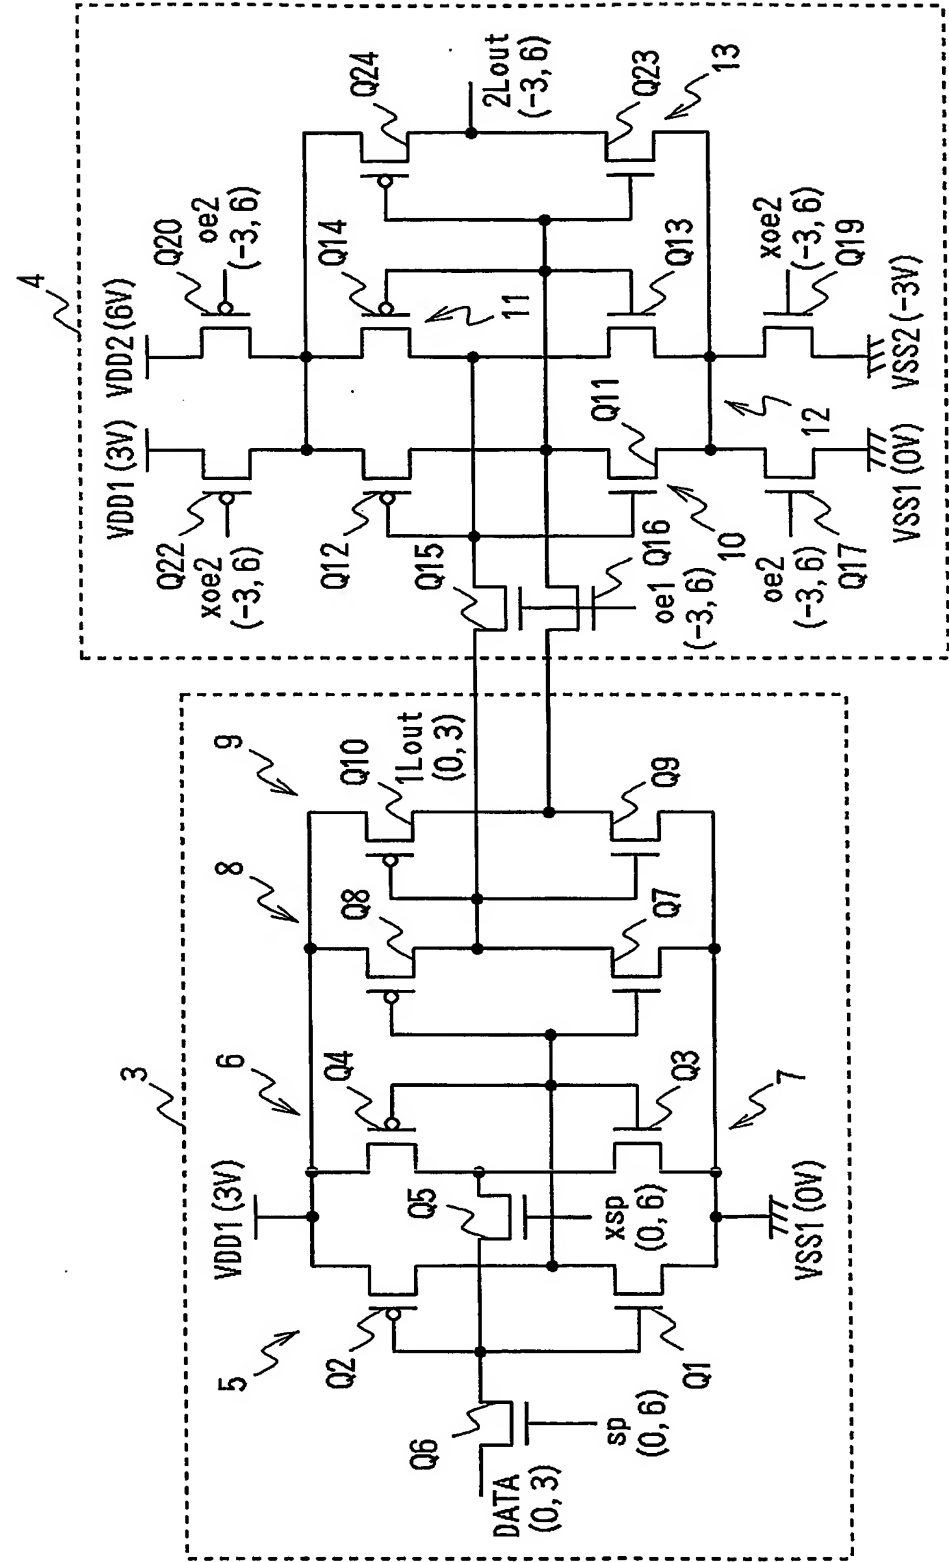 3
5
VDD1 (3V)
6
8
9
Q2
Q4
Q8
Q10
1Lout
(0, 3)
Q6
Q5
DATA
(0, 3)
sp
(0, 6)
xsp
(0, 6)
Q1
Q3
Q7
Q9
VSS1 (0V)
7
4
VDD1 (3V)
VDD2 (6V)
Q22
xoe2
(-3, 6)
Q20
oe2
(-3, 6)
Q12
Q14
Q24
11
Q15
2Lout
(-3, 6)
Q16
oe1
(-3, 6)
Q11
Q13
Q23
10
12
13
oe2
(-3, 6)
Q17
xoe2
(-3, 6)
Q19
VSS1 (0V)
VSS2 (-3V)